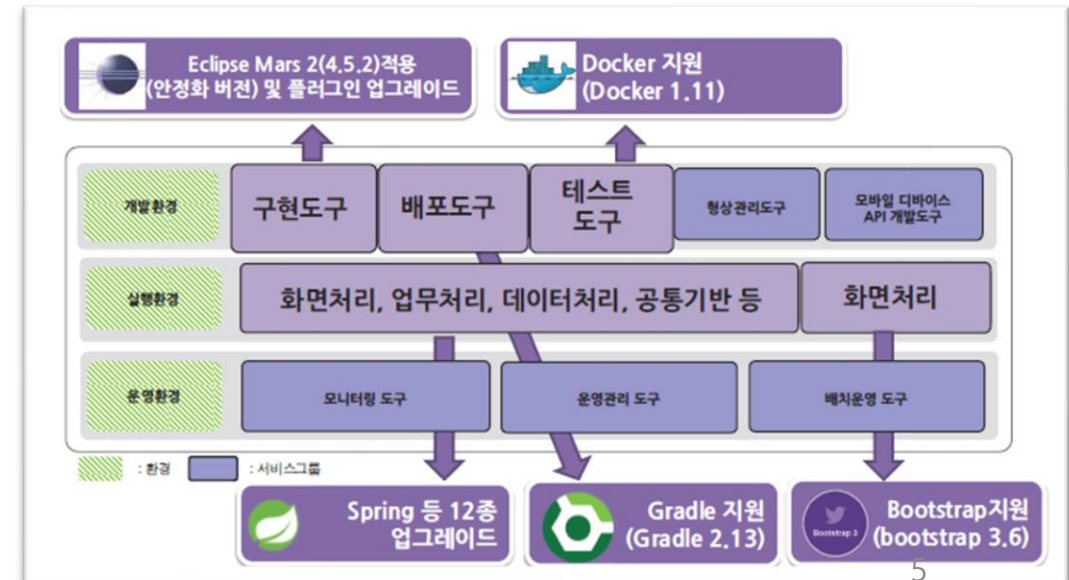 Eclipse Mars 2(4.5.2)적용
(안정화 버전) 및 플러그인 업그레이드
Docker 지원
(Docker 1.11)
개발환경
구현도구
배포도구
테스트
도구
형상관리도구
모바일 디바이스
API 개발도구
실행환경
화면처리, 업무처리, 데이터처리, 공통기반 등
화면처리
운영환경
모니터링 도구
운영관리 도구
배치운영 도구
: 환경
: 서비스그룹
Spring 등 12종
업그레이드
Gradle 지원
(Gradle 2.13)
Bootstrap 3
Bootstrap지원
(bootstrap 3.6)
5